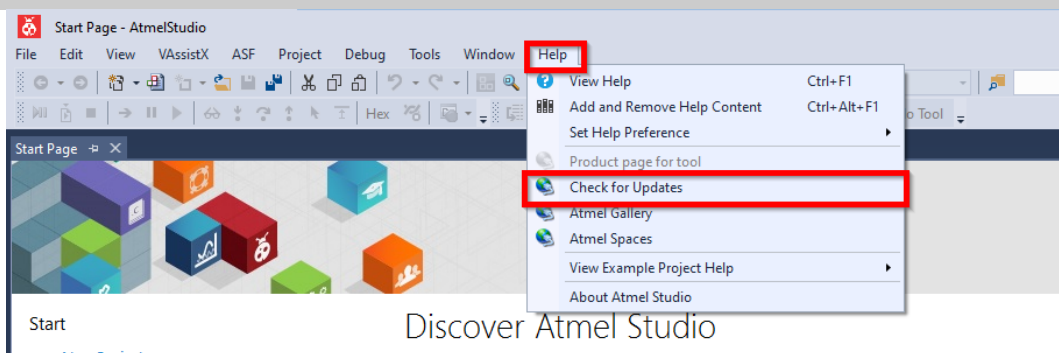 Start Page - AtmelStudio
File Edit View VAssistX ASF Project Debug Tools Window Help
View Help Ctrl+F1
Hex
Add and Remove Help Content Ctrl+Alt+F1
Tool
Set Help Preference
Start Page
Product page for tool
Check for Updates
Atmel Gallery
Atmel Spaces
View Example Project Help
About Atmel Studio
Start
Discover Atmel Studio